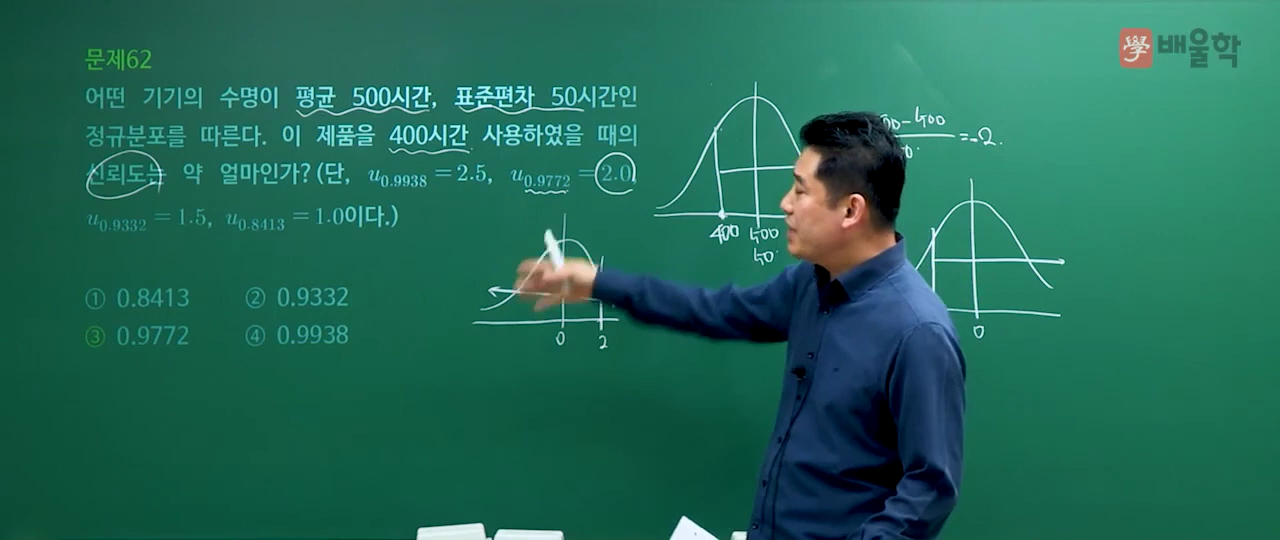 문제62
어떤 기기의 수명이 평균 500시간, 표준편차 50시간인
정규분포를 따른다. 이 제품을 400시간 사용하였을 때의
신뢰도는 약 얼마인가? (단, u0.9938 = 2.5, u0.9772 = 2.0,
u0.9332 = 1.5, u0.8413 = 1.0이다.)
① 0.8413 ② 0.9332
③ 0.9772 ④ 0.9938
學 배울학
400
0 2
0